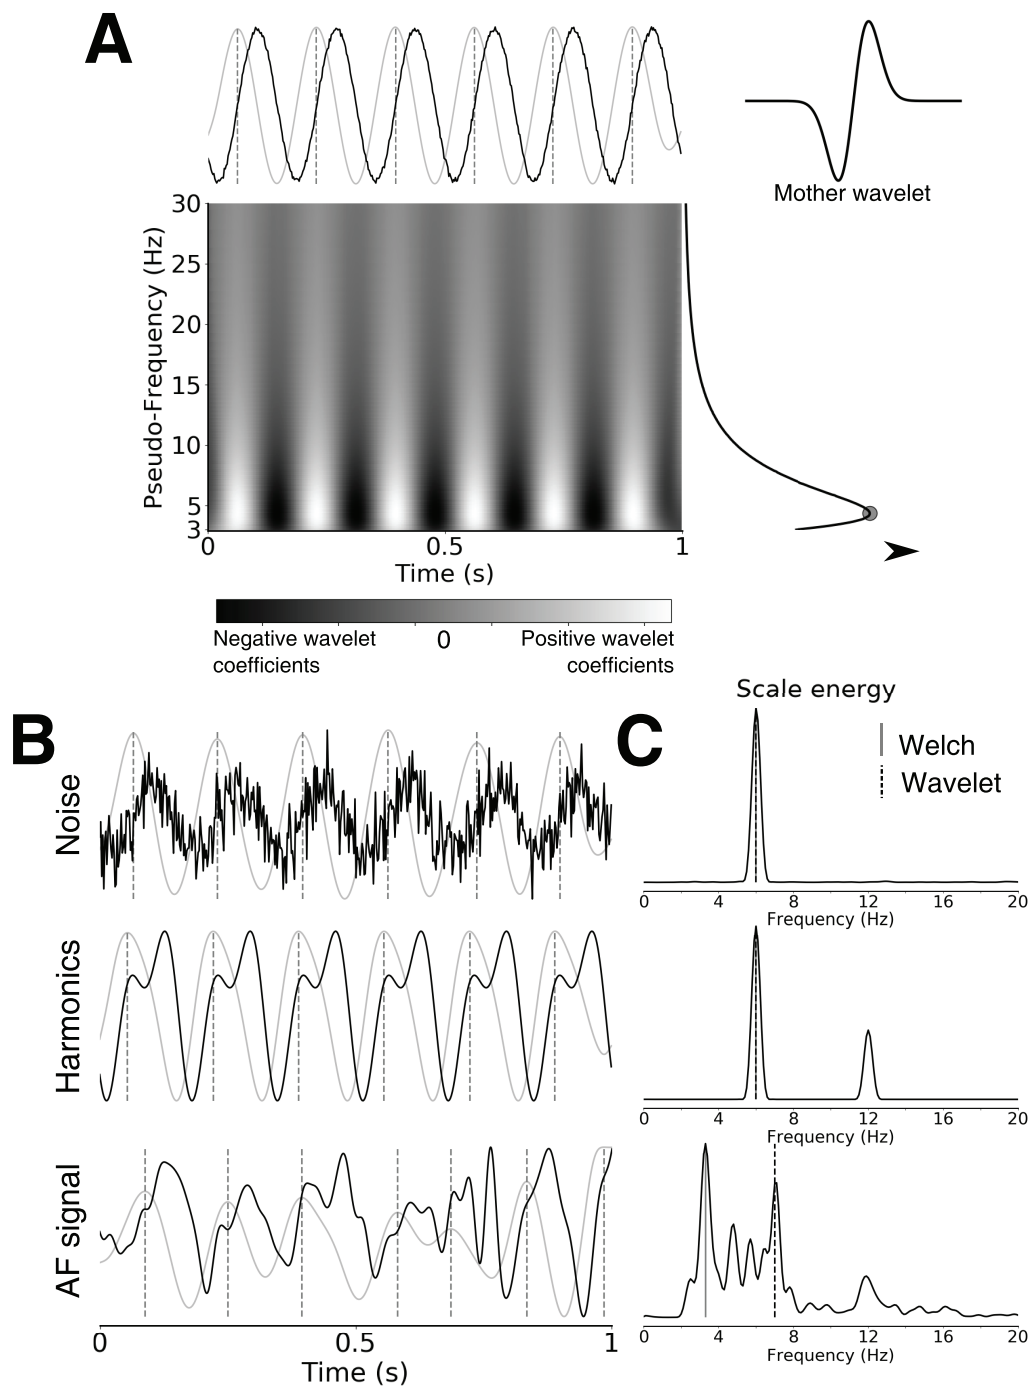 A
Mother wavelet
30
25
20
15
10
5
3
Pseudo-Frequency (Hz)
0 0.5 1
Time (s)
Negative wavelet coefficients
0
Positive wavelet coefficients
Scale energy
B
Noise
Harmonics
AF signal
0 0.5 1
Time (s)
C
Welch
Wavelet
0 4 8 12 16 20
Frequency (Hz)
0 4 8 12 16 20
Frequency (Hz)
0 4 8 12 16 20
Frequency (Hz)